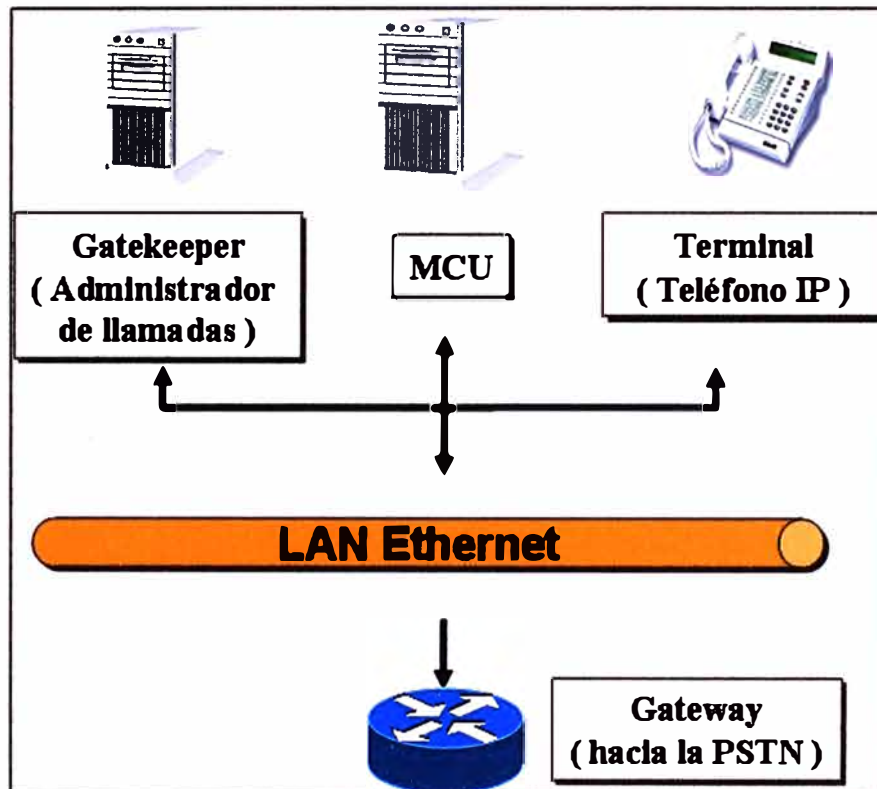 Gatekeeper
( Administrador
de llamadas )
MCU
Terminal
( Teléfono IP )
LAN Ethernet
Gateway
( hacia la PSTN )